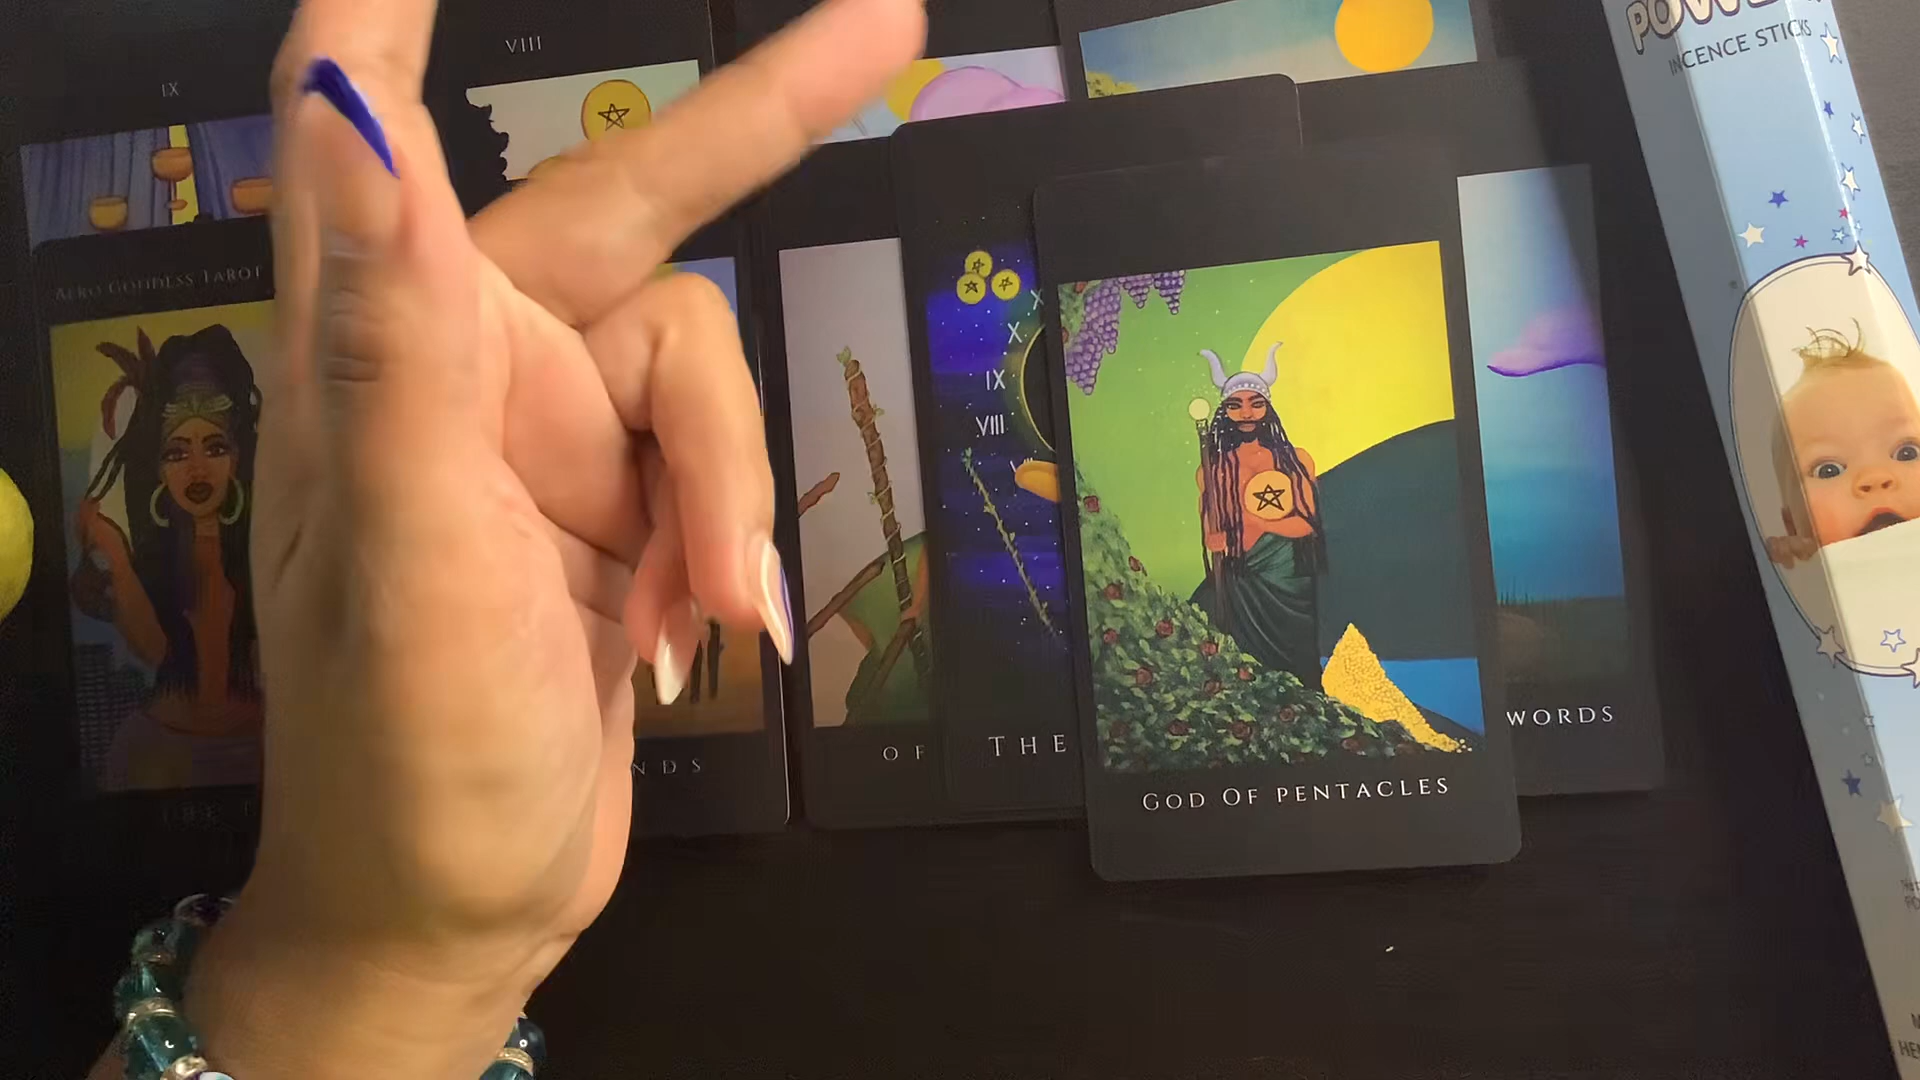 VIII
IX
INCENCE STICKS
AFRO GODDESS TAROT
X
X
IX
VIII
NDS
OF
THE
GOD OF PENTACLES
WORDS